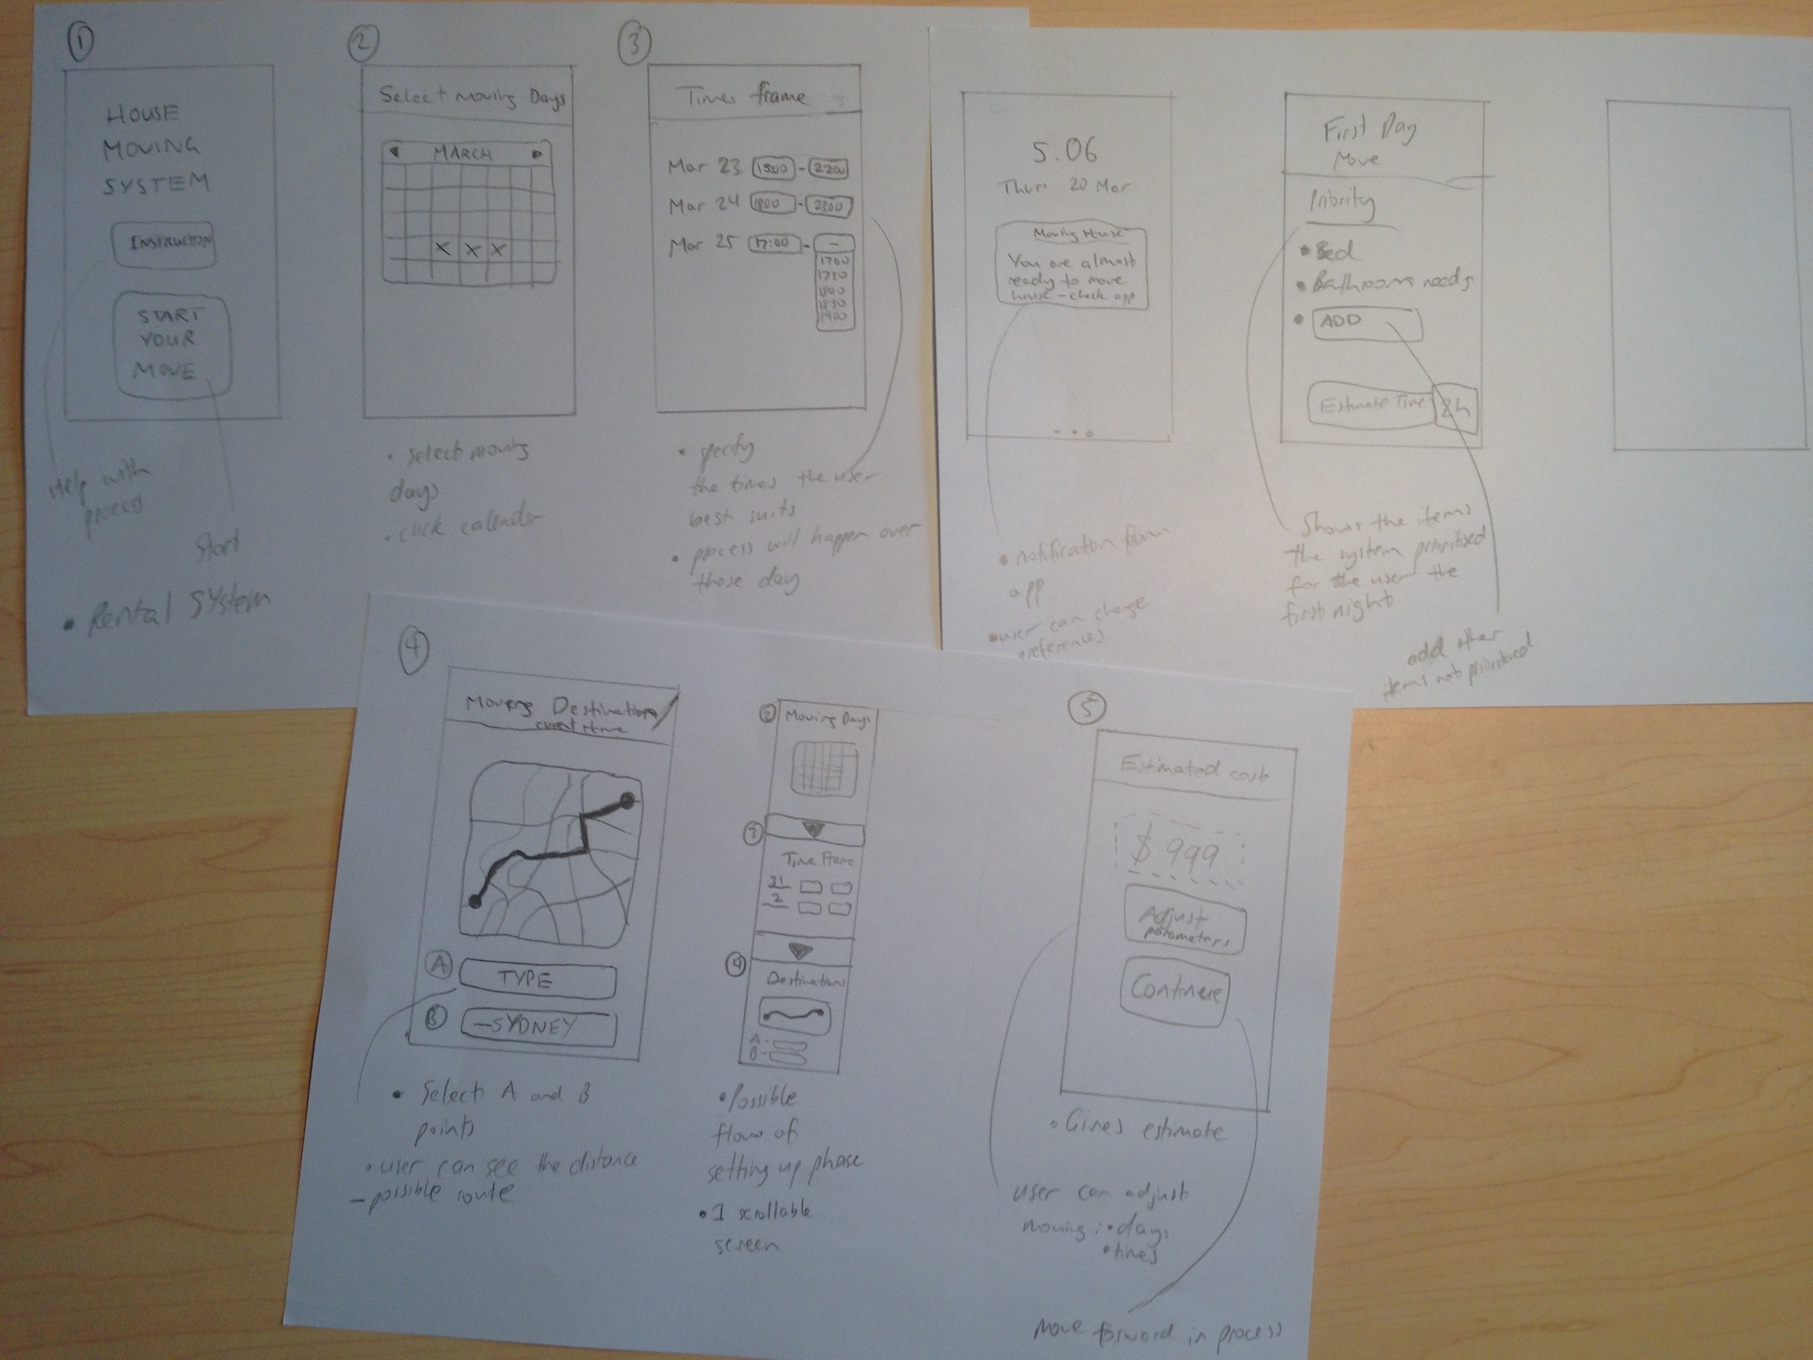 1
HOUSE
MOVING
SYSTEM
INSTRUCTION
START
YOUR
MOVE
Help with
process
Start
• Rental System
2
Select Moving Days
MARCH
X X X
• select moving
days
• click calender
3
Times frame
Mar 23 1500 - 2200
Mar 24 1800 - 2200
Mar 25 17:00 - –
1700
1730
1800
1830
1900
• specify
the times the user
best suits
• process will happen over
these day
5.06
Thur 20 Mar
Moving House
You are almost
ready to move
house - check app
• • •
• notification from
app
• user can change
preferences
First Day
Move
Priority
• Bed
• Bathrooms needs
• ADD
Estimate Time 2h
Shows the items
the system prioritised
for the user the
first night
add other
items not prioritised
4
Moving Destination/
current Home
A TYPE
B –SYDNEY
• Select A and B
points
• user can see the distance
– possible route
2 Moving Days
3
Time Frame
31
2
4
Destinations
A -
B -
• Possible
flow of
setting up phase
• 1 scrollable
screen
5
Estimated cost
$ 999
Adjust
parameters
Continue
• Gives estimate
user can adjust
moving: • days
• times
move forward in process